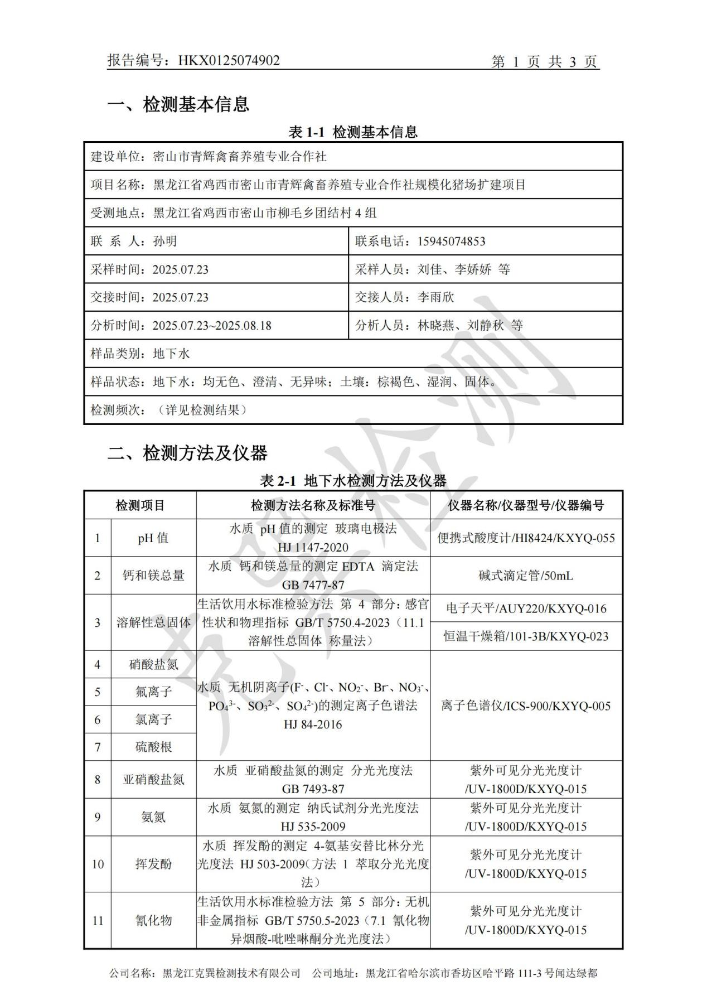 报告编号：HKX0125074902
第 1 页 共 3 页
一、检测基本信息
表 1-1 检测基本信息
建设单位：密山市青辉禽畜养殖专业合作社
项目名称：黑龙江省鸡西市密山市青辉禽畜养殖专业合作社规模化猪场扩建项目
受测地点：黑龙江省鸡西市密山市柳毛乡团结村 4 组
联 系 人：孙明
联系电话：15945074853
采样时间：2025.07.23
采样人员：刘佳、李娇娇 等
交接时间：2025.07.23
交接人员：李雨欣
分析时间：2025.07.23~2025.08.18
分析人员：林晓燕、刘静秋 等
样品类别：地下水
样品状态：地下水：均无色、澄清、无异味；土壤：棕褐色、湿润、固体。
检测频次：（详见检测结果）
二、检测方法及仪器
表 2-1 地下水检测方法及仪器
检测项目
检测方法名称及标准号
仪器名称/仪器型号/仪器编号
1
pH 值
水质 pH 值的测定 玻璃电极法
HJ 1147-2020
便携式酸度计/HI8424/KXYQ-055
2
钙和镁总量
水质 钙和镁总量的测定 EDTA 滴定法
GB 7477-87
碱式滴定管/50mL
3
溶解性总固体
生活饮用水标准检验方法 第 4 部分：感官
性状和物理指标 GB/T 5750.4-2023（11.1
溶解性总固体 称量法）
电子天平/AUY220/KXYQ-016
恒温干燥箱/101-3B/KXYQ-023
4
硝酸盐氮
5
氟离子
6
氯离子
7
硫酸根
水质 无机阴离子(F⁻、Cl⁻、NO₂⁻、Br⁻、NO₃⁻、
PO₄³⁻、SO₃²⁻、SO₄²⁻)的测定离子色谱法
HJ 84-2016
离子色谱仪/ICS-900/KXYQ-005
8
亚硝酸盐氮
水质 亚硝酸盐氮的测定 分光光度法
GB 7493-87
紫外可见分光光度计
/UV-1800D/KXYQ-015
9
氨氮
水质 氨氮的测定 纳氏试剂分光光度法
HJ 535-2009
紫外可见分光光度计
/UV-1800D/KXYQ-015
10
挥发酚
水质 挥发酚的测定 4-氨基安替比林分光
光度法 HJ 503-2009（方法 1 萃取分光光度
法）
紫外可见分光光度计
/UV-1800D/KXYQ-015
11
氰化物
生活饮用水标准检验方法 第 5 部分：无机
非金属指标 GB/T 5750.5-2023（7.1 氰化物
异烟酸-吡唑啉酮分光光度法）
紫外可见分光光度计
/UV-1800D/KXYQ-015
克巽检测
公司名称：黑龙江克巽检测技术有限公司 公司地址：黑龙江省哈尔滨市香坊区哈平路 111-3 号闻达绿都